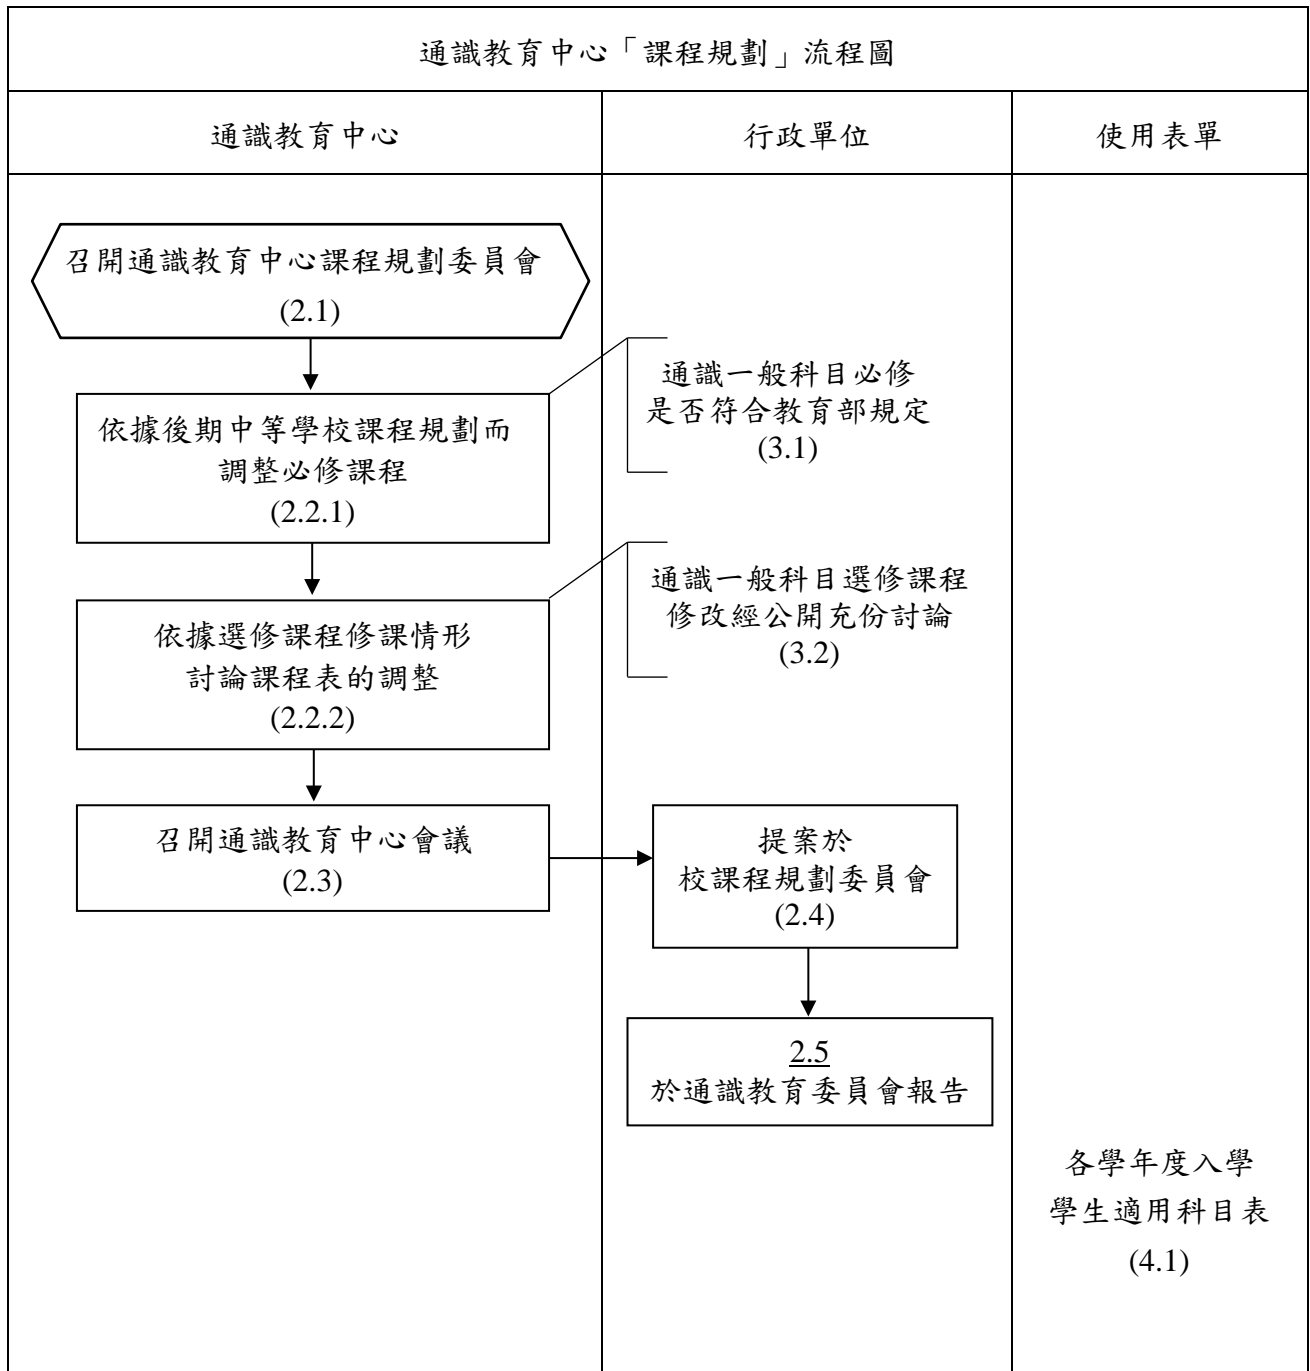 通識教育中心「課程規劃」流程圖
通識教育中心
行政單位
使用表單
召開通識教育中心課程規劃委員會
(2.1)
依據後期中等學校課程規劃而
調整必修課程
(2.2.1)
通識一般科目必修
是否符合教育部規定
(3.1)
依據選修課程修課情形
討論課程表的調整
(2.2.2)
通識一般科目選修課程
修改經公開充份討論
(3.2)
召開通識教育中心會議
(2.3)
提案於
校課程規劃委員會
(2.4)
2.5
於通識教育委員會報告
各學年度入學
學生適用科目表
(4.1)